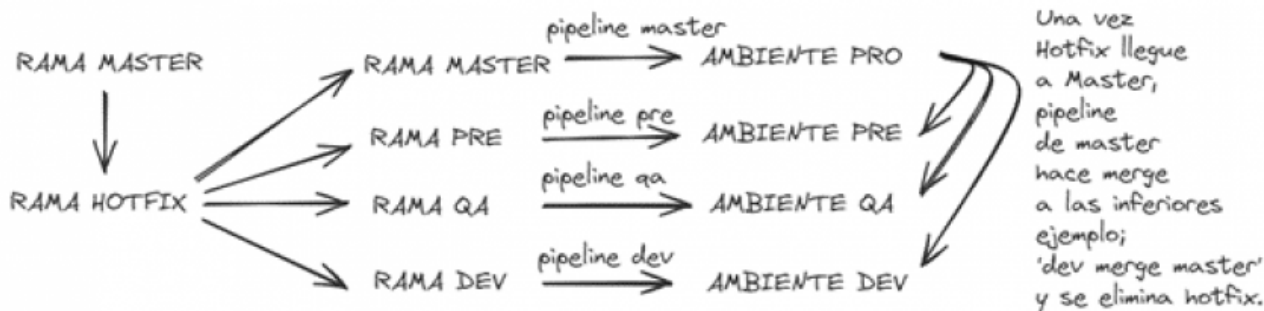 RAMA MASTER
RAMA HOTFIX
RAMA MASTER
pipeline master
AMBIENTE PRO
RAMA PRE
pipeline pre
AMBIENTE PRE
RAMA QA
pipeline qa
AMBIENTE QA
RAMA DEV
pipeline dev
AMBIENTE DEV
Una vez
Hotfix llegue
a Master,
pipeline
de master
hace merge
a las inferiores
ejemplo;
'dev merge master'
y se elimina hotfix.